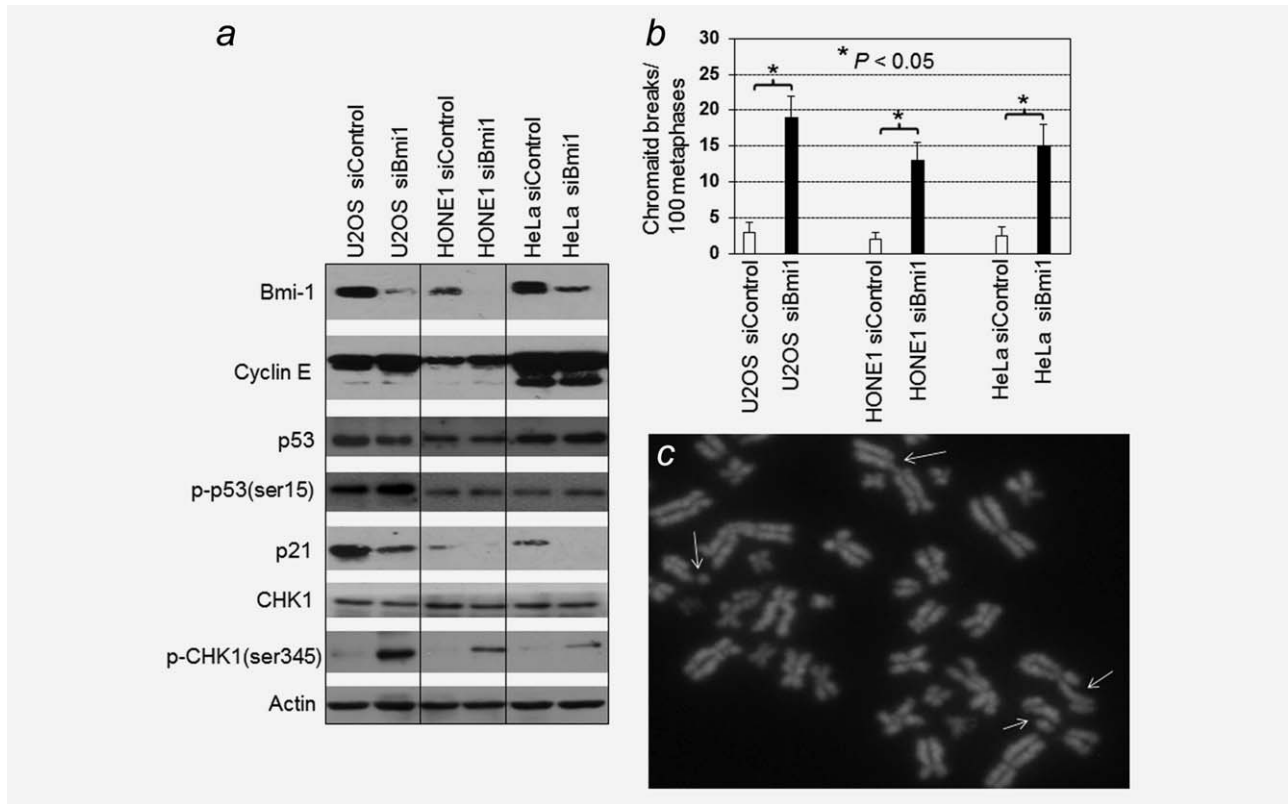 a
U2OS siControl
U2OS siBmi1
HONE1 siControl
HONE1 siBmi1
HeLa siControl
HeLa siBmi1
Bmi-1
Cyclin E
p53
p-p53(ser15)
p21
CHK1
p-CHK1(ser345)
Actin
b
Chromaitd breaks/
100 metaphases
30
25
20
15
10
5
0
* P < 0.05
*
*
*
U2OS siControl
U2OS siBmi1
HONE1 siControl
HONE1 siBmi1
HeLa siControl
HeLa siBmi1
c